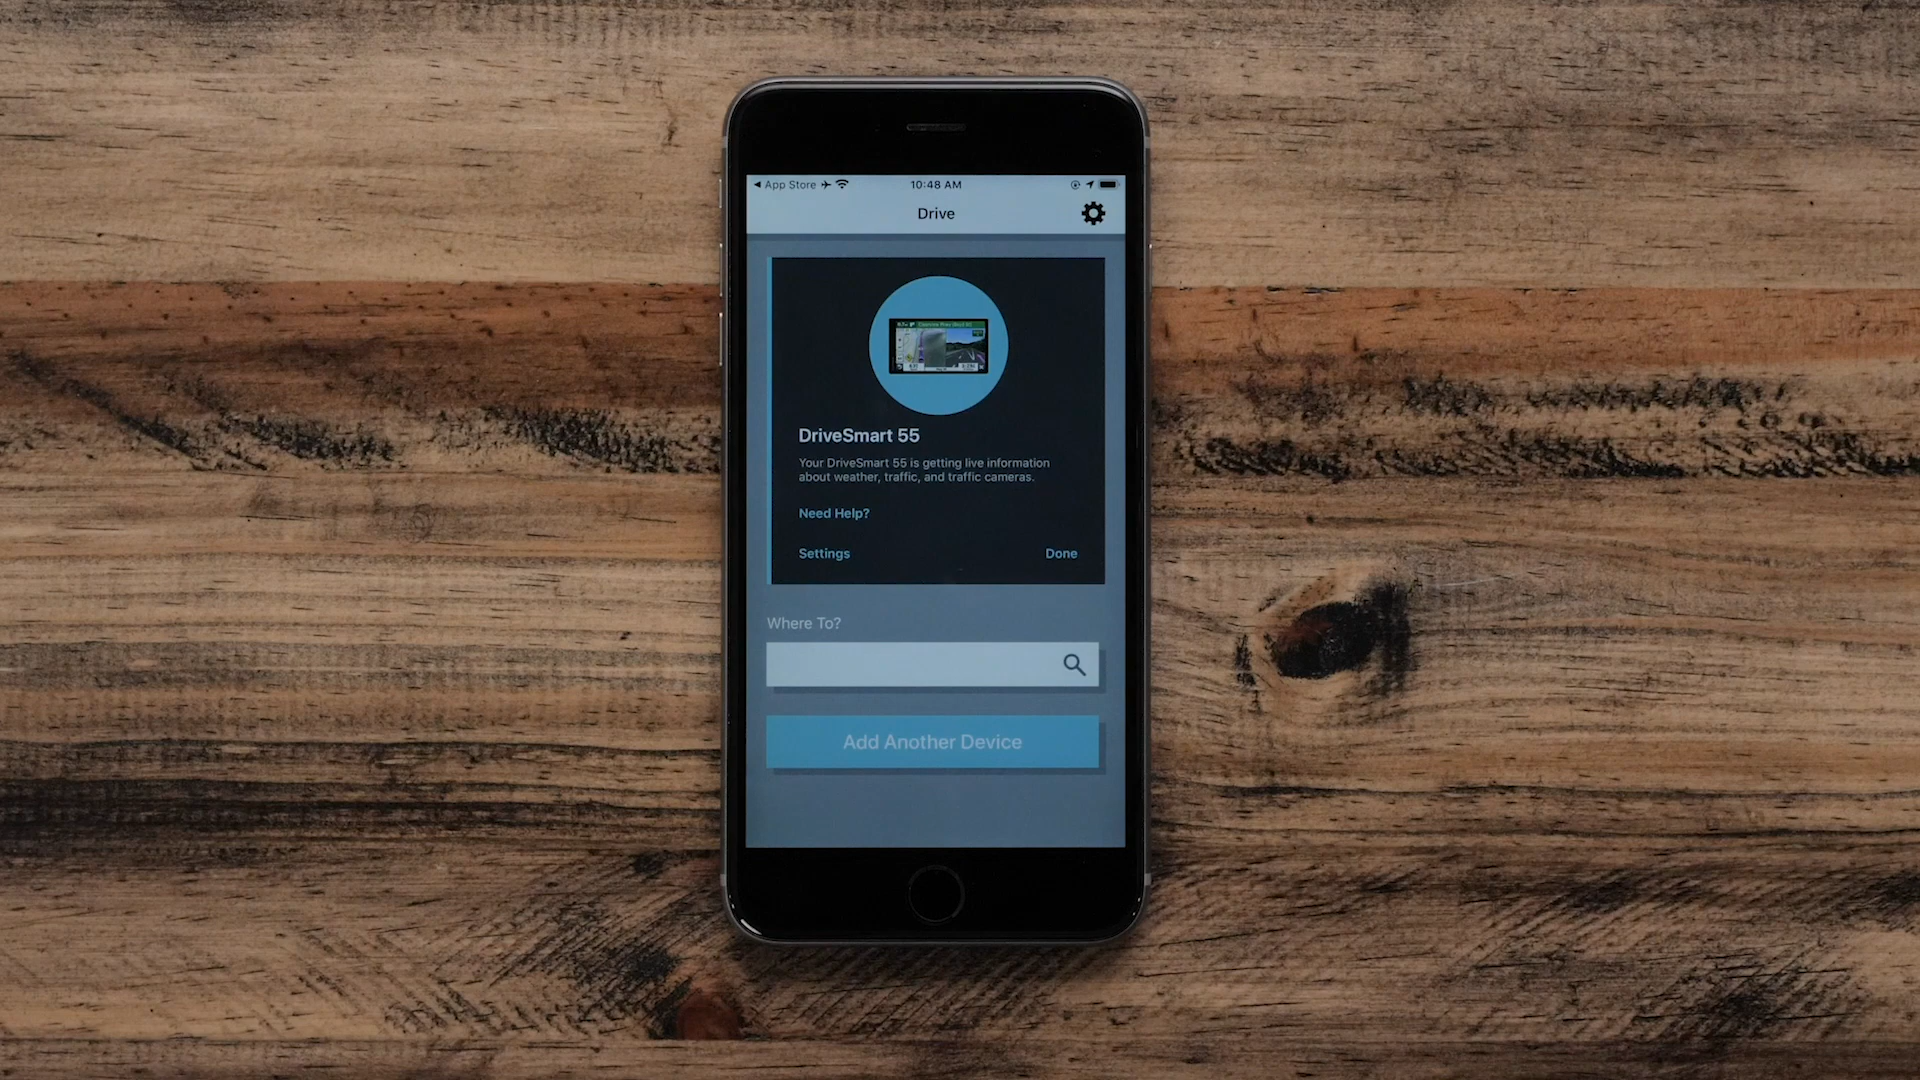 App Store
10:48 AM
Drive
DriveSmart 55
Your DriveSmart 55 is getting live information
about weather, traffic, and traffic cameras.
Need Help?
Settings
Done
Where To?
Add Another Device